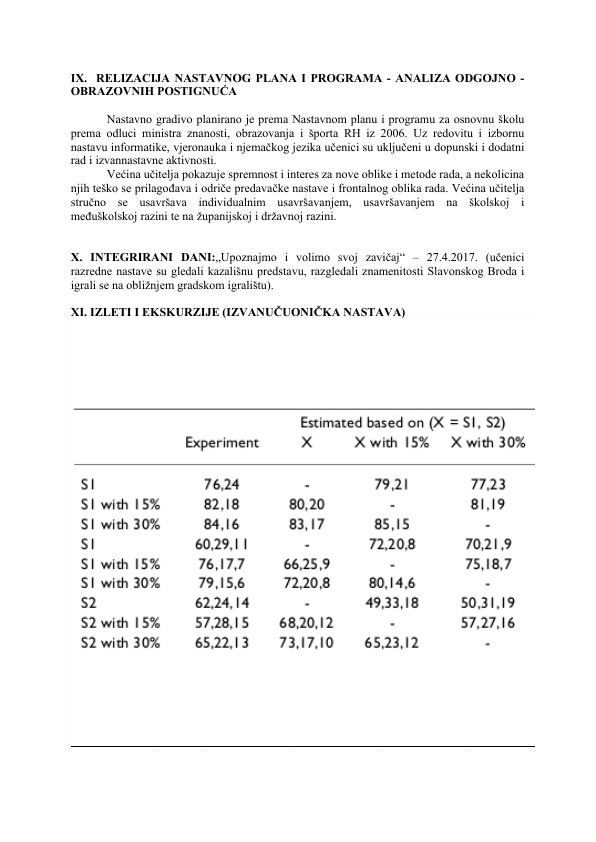 IX. RELIZACIJA NASTAVNOG PLANA I PROGRAMA - ANALIZA ODGOJNO -
OBRAZOVNIH POSTIGNUĆA
Nastavno gradivo planirano je prema Nastavnom planu i programu za osnovnu školu
prema odluci ministra znanosti, obrazovanja i športa RH iz 2006. Uz redovitu i izbornu
nastavu informatike, vjeronauka i njemačkog jezika učenici su uključeni u dopunski i dodatni
rad i izvannastavne aktivnosti.
Većina učitelja pokazuje spremnost i interes za nove oblike i metode rada, a nekolicina
njih teško se prilagođava i odriče predavačke nastave i frontalnog oblika rada. Većina učitelja
stručno se usavršava individualnim usavršavanjem, usavršavanjem na školskoj i
međuškolskoj razini te na županijskoj i državnoj razini.
X. INTEGRIRANI DANI:„Upoznajmo i volimo svoj zavičaj“ – 27.4.2017. (učenici
razredne nastave su gledali kazališnu predstavu, razgledali znamenitosti Slavonskog Broda i
igrali se na obližnjem gradskom igralištu).
XI. IZLETI I EKSKURZIJE (IZVANUČUONIČKA NASTAVA)
Estimated based on (X = S1, S2)
Experiment X X with 15% X with 30%
S1 76,24 - 79,21 77,23
S1 with 15% 82,18 80,20 - 81,19
S1 with 30% 84,16 83,17 85,15 -
S1 60,29,11 - 72,20,8 70,21,9
S1 with 15% 76,17,7 66,25,9 - 75,18,7
S1 with 30% 79,15,6 72,20,8 80,14,6 -
S2 62,24,14 - 49,33,18 50,31,19
S2 with 15% 57,28,15 68,20,12 - 57,27,16
S2 with 30% 65,22,13 73,17,10 65,23,12 -